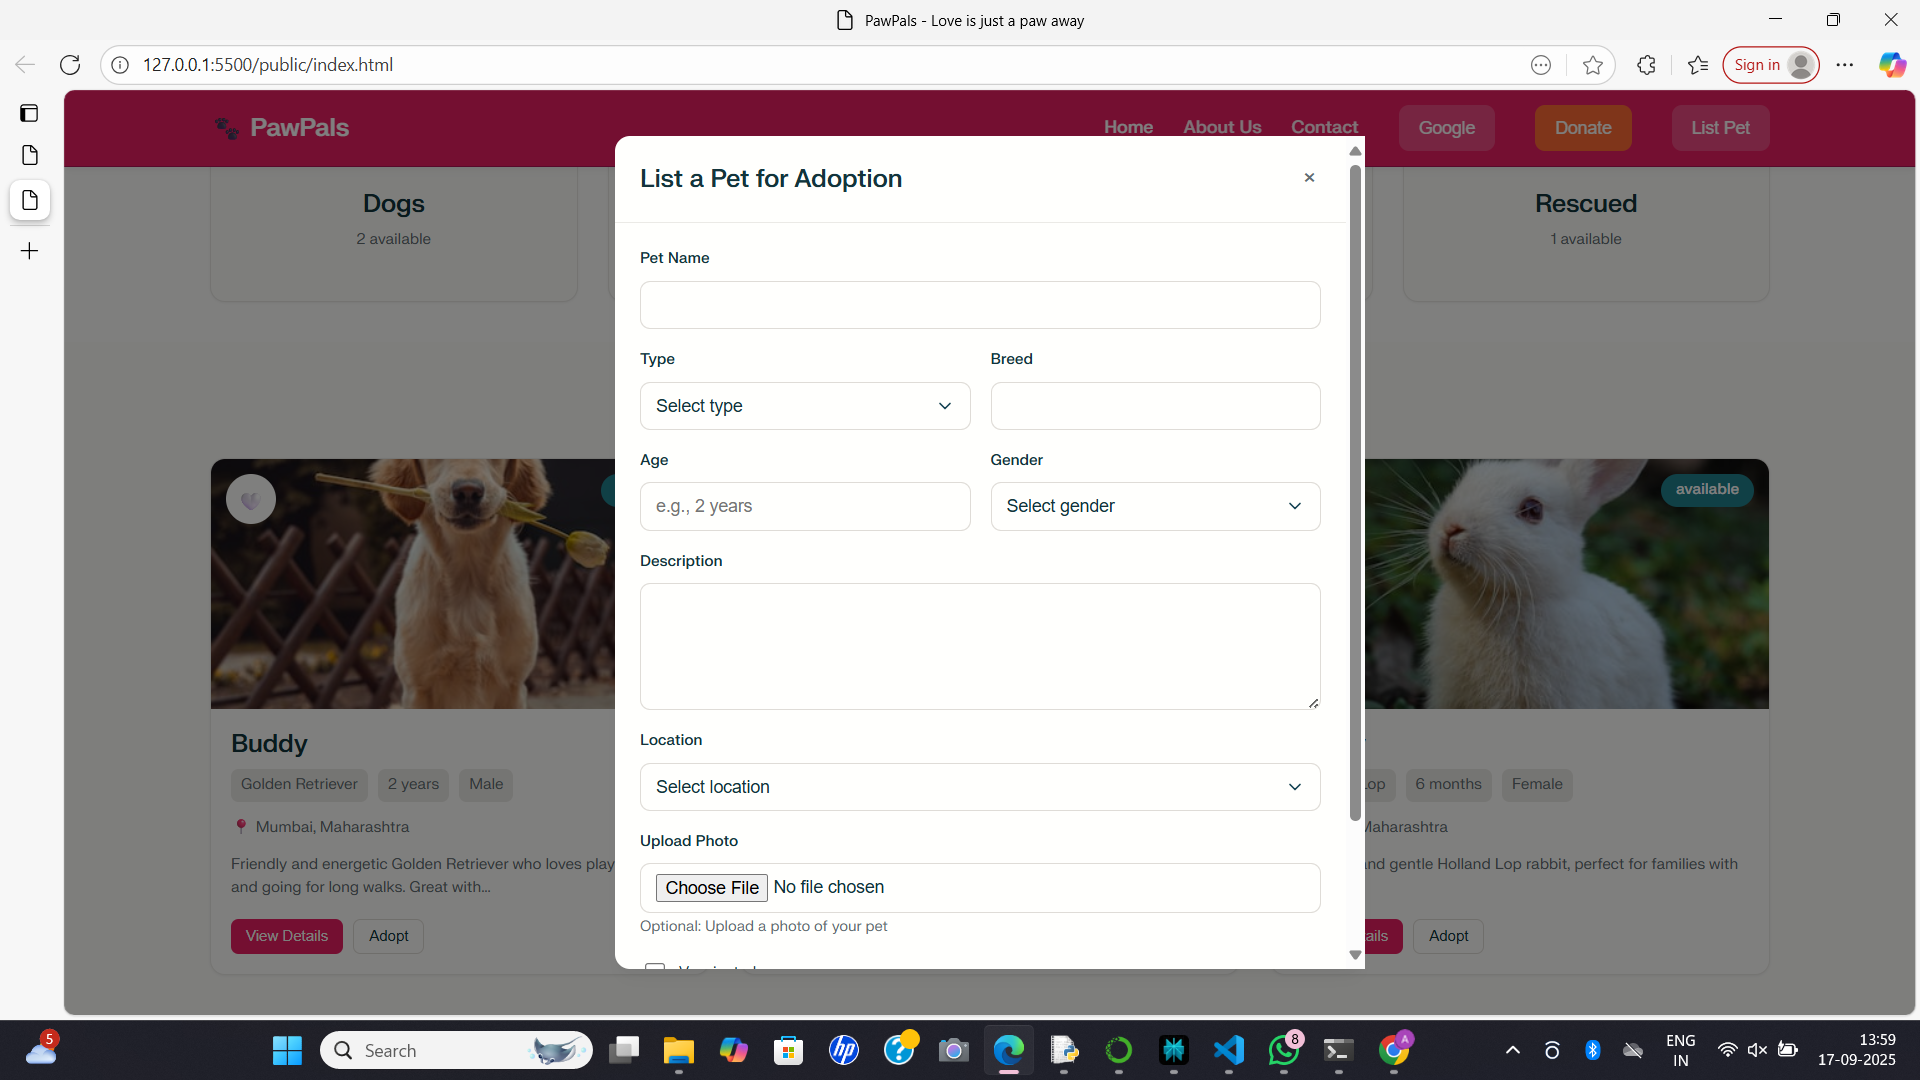 PawPals - Love is just a paw away
127.0.0.1:5500/public/index.html
Sign in
PawPals
Home
About Us
Contact
Google
Donate
List Pet
Dogs
2 available
Rescued
1 available
List a Pet for Adoption
×
Pet Name
Type
Breed
Select type
Age
Gender
e.g., 2 years
Select gender
Description
Location
Select location
Upload Photo
Choose File No file chosen
Optional: Upload a photo of your pet
available
Buddy
Golden Retriever
2 years
Male
Mumbai, Maharashtra
Friendly and energetic Golden Retriever who loves play
and going for long walks. Great with...
View Details
Adopt
op
6 months
Female
Maharashtra
nd gentle Holland Lop rabbit, perfect for families with
ails
Adopt
5
Search
hp
8
A
ENG
IN
13:59
17-09-2025